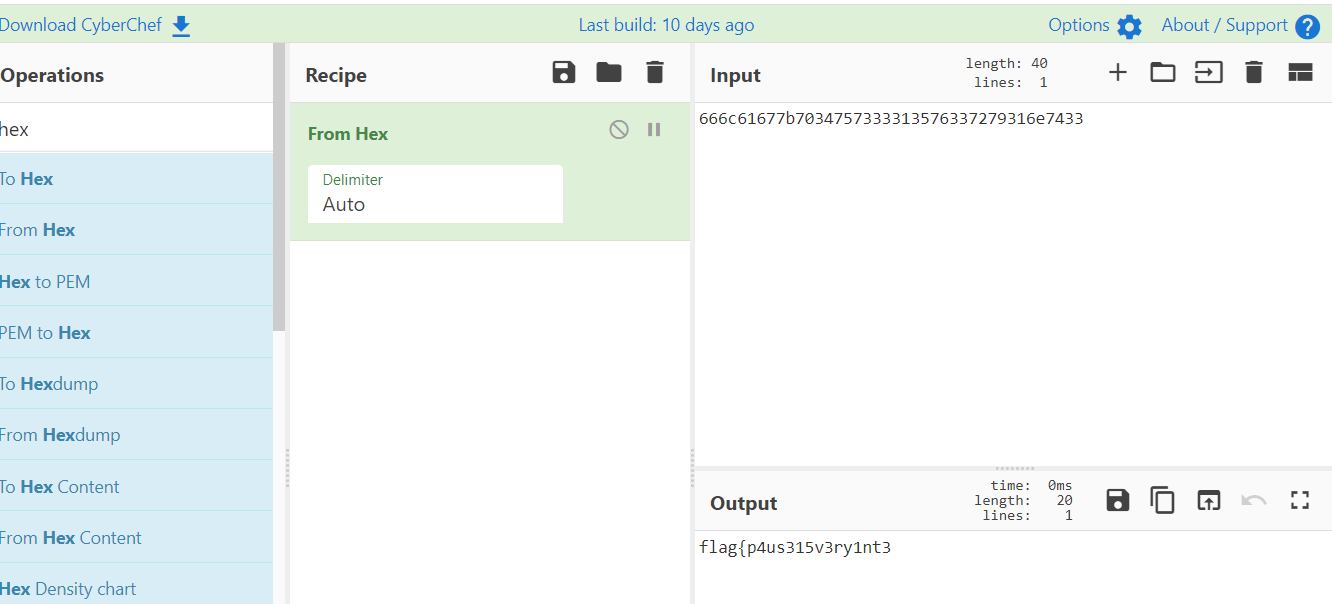 Download CyberChef
Last build: 10 days ago
Options
About / Support
Operations
Recipe
Input
length: 40
lines: 1
hex
To Hex
From Hex
Hex to PEM
PEM to Hex
To Hexdump
From Hexdump
To Hex Content
From Hex Content
Hex Density chart
From Hex
Delimiter
Auto
666c61677b7034757333313576337279316e7433
Output
time: 0ms
length: 20
lines: 1
flag{p4us315v3ry1nt3